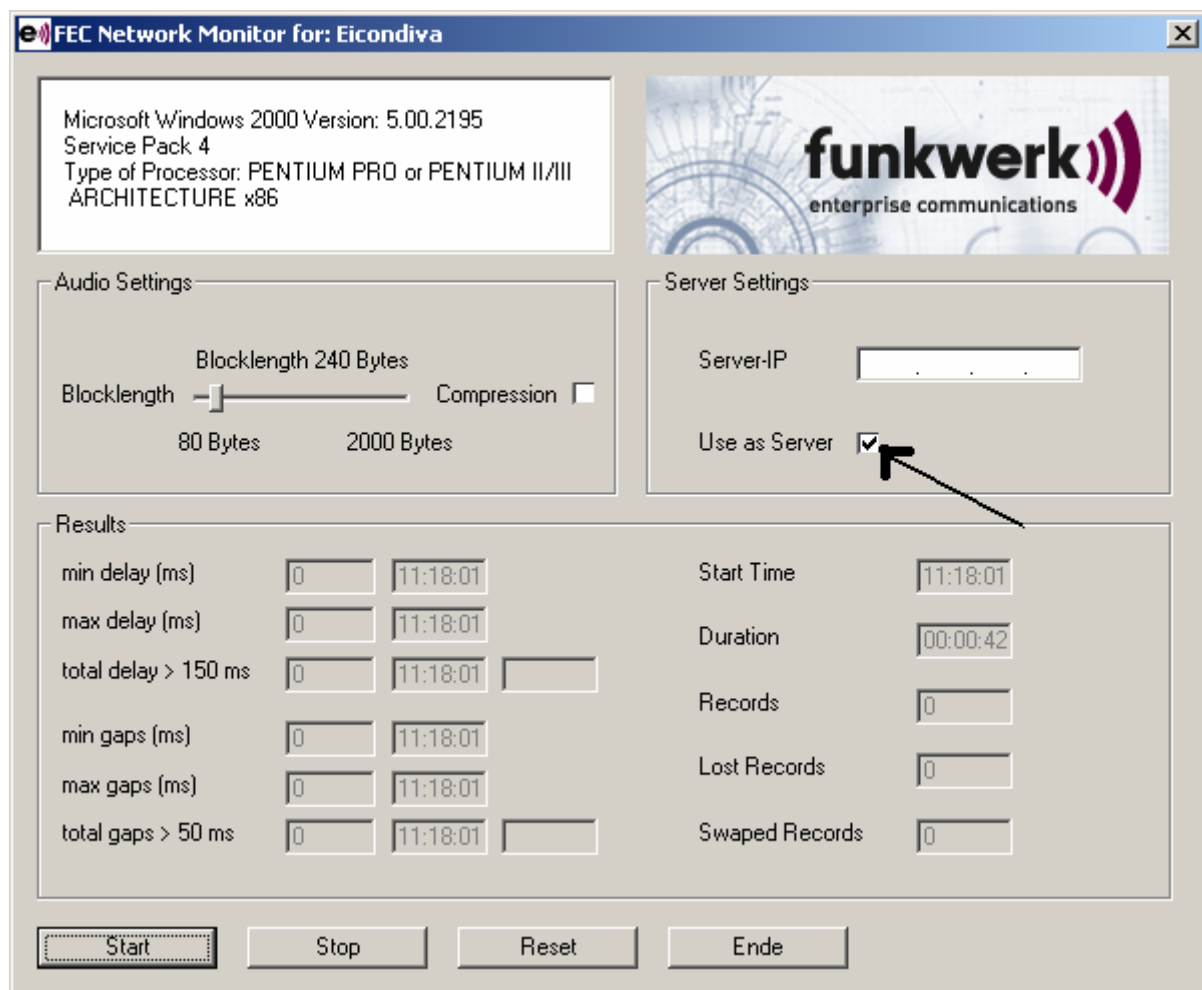 FEC Network Monitor for: Eicondiva
Microsoft Windows 2000 Version: 5.00.2195
Service Pack 4
Type of Processor: PENTIUM PRO or PENTIUM II/III
ARCHITECTURE x86
funkwerk
enterprise communications
Audio Settings
Blocklength 240 Bytes
Blocklength Compression
80 Bytes 2000 Bytes
Server Settings
Server-IP . . .
Use as Server
Results
min delay (ms) 0 11:18:01
max delay (ms) 0 11:18:01
total delay > 150 ms 0 11:18:01
min gaps (ms) 0 11:18:01
max gaps (ms) 0 11:18:01
total gaps > 50 ms 0 11:18:01
Start Time 11:18:01
Duration 00:00:42
Records 0
Lost Records 0
Swaped Records 0
Start Stop Reset Ende